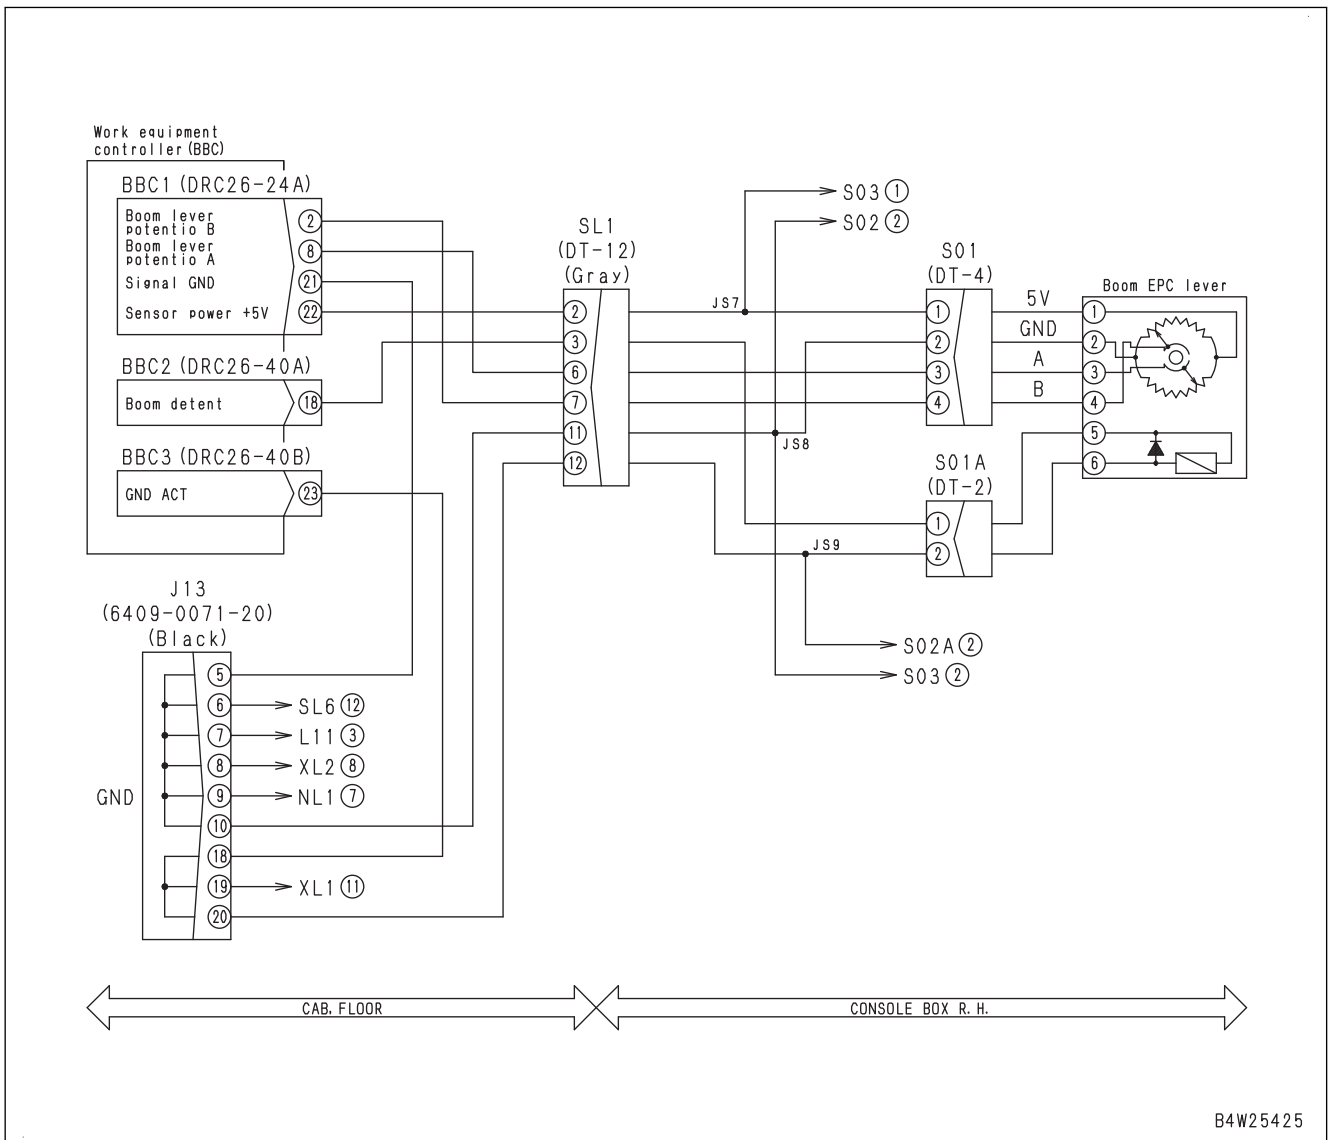 Work equipment
controller(BBC)
BBC1 (DRC26-24A)
Boom lever
potentio B
2
Boom lever
potentio A
8
Signal GND
21
Sensor power +5V
22
BBC2 (DRC26-40A)
Boom detent
18
BBC3 (DRC26-40B)
GND ACT
23
J13
(6409-0071-20)
(Black)
5
6
SL6 12
7
L11 3
8
XL2 8
9
NL1 7
10
GND
18
19
XL1 11
20
SL1
(DT-12)
(Gray)
2
3
6
7
11
12
S03 1
S02 2
JS7
JS8
JS9
S02A 2
S03 2
S01
(DT-4)
1
2
3
4
S01A
(DT-2)
1
2
5V
GND
A
B
Boom EPC lever
1
2
3
4
5
6
CAB. FLOOR
CONSOLE BOX R. H.
B4W25425